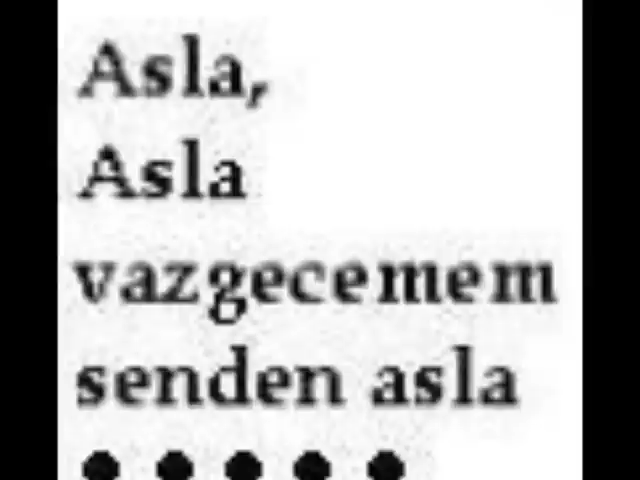 Asla,
Asla
vazgecemem
senden asla
.....